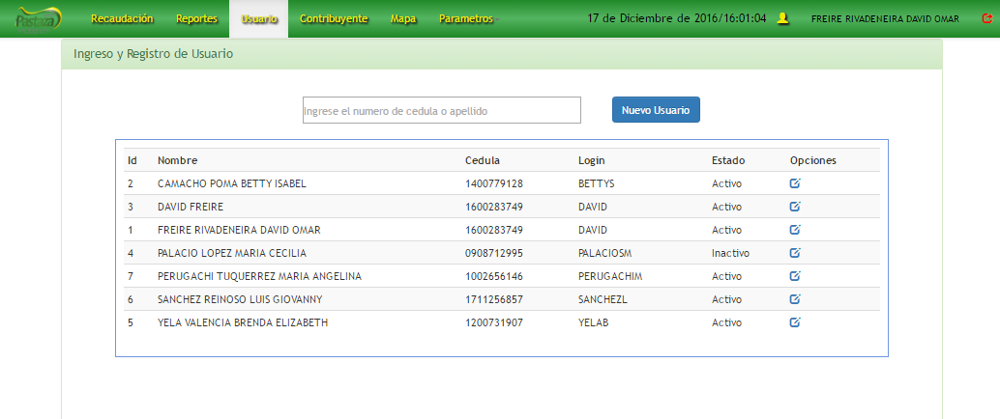 Pastaza Recaudación Reportes Usuario Contribuyente Mapa Parametros 17 de Diciembre de 2016/16:01:04 FREIRE RIVADENEIRA DAVID OMAR
Ingreso y Registro de Usuario
Ingrese el numero de cedula o apellido Nuevo Usuario
Id Nombre Cedula Login Estado Opciones
2 CAMACHO POMA BETTY ISABEL 1400779128 BETTYS Activo
3 DAVID FREIRE 1600283749 DAVID Activo
1 FREIRE RIVADENEIRA DAVID OMAR 1600283749 DAVID Activo
4 PALACIO LOPEZ MARIA CECILIA 0908712995 PALACIOSM Inactivo
7 PERUGACHI TUQUERREZ MARIA ANGELINA 1002656146 PERUGACHIM Activo
6 SANCHEZ REINOSO LUIS GIOVANNY 1711256857 SANCHEZL Activo
5 YELA VALENCIA BRENDA ELIZABETH 1200731907 YELAB Activo